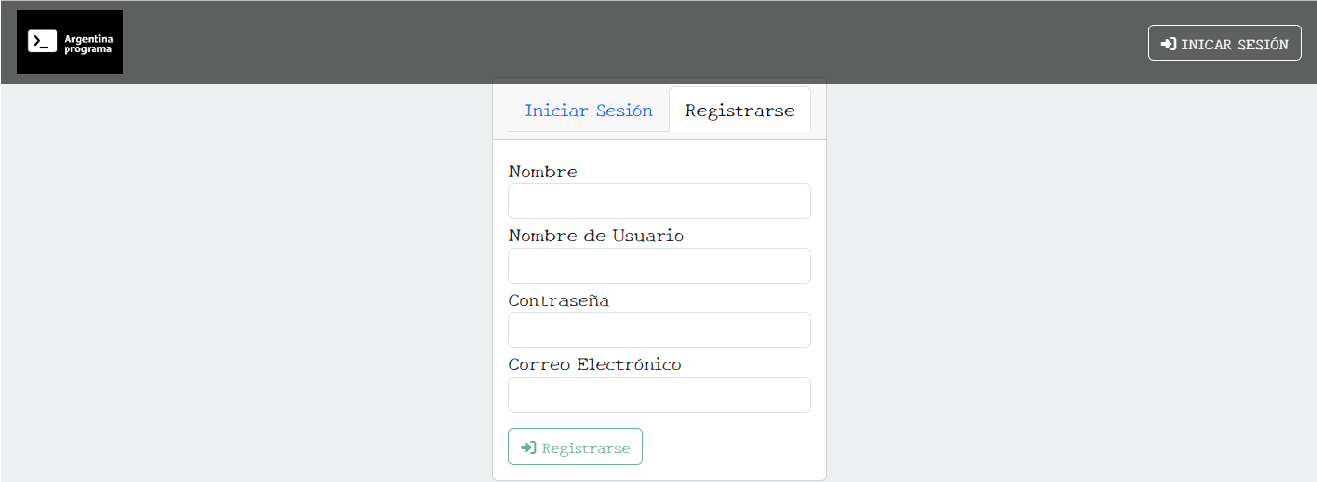 Argentina
programa
INICAR SESIÓN
Iniciar Sesión
Registrarse
Nombre
Nombre de Usuario
Contraseña
Correo Electrónico
Registrarse